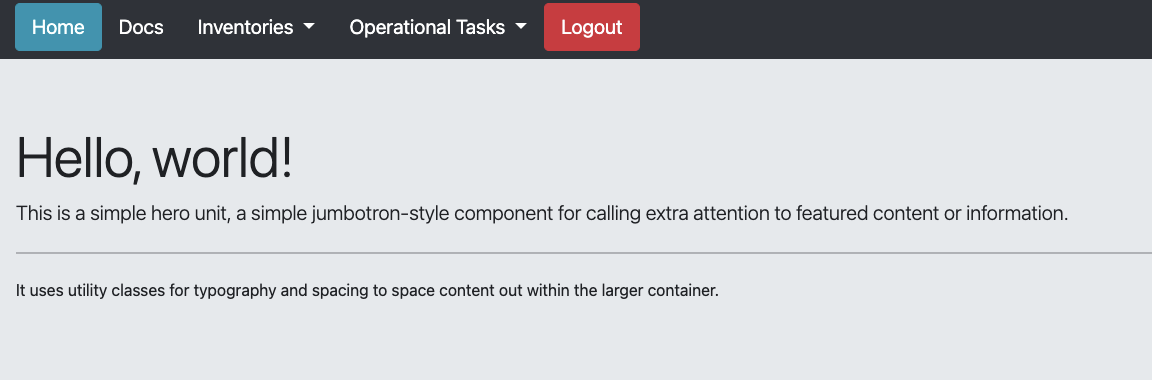 Home Docs Inventories Operational Tasks Logout
Hello, world!
This is a simple hero unit, a simple jumbotron-style component for calling extra attention to featured content or information.
It uses utility classes for typography and spacing to space content out within the larger container.